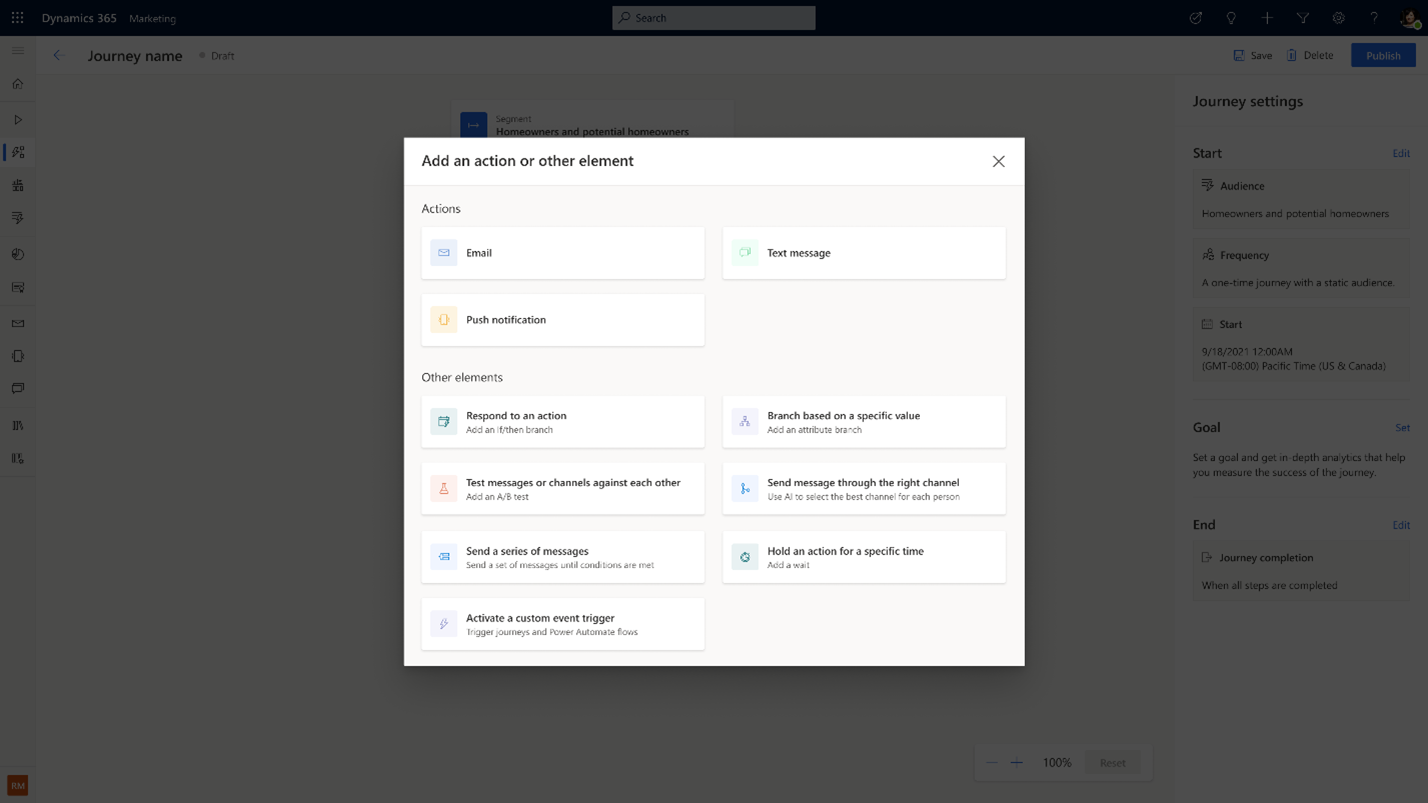 Dynamics 365 Marketing Search
Journey name Draft Save Delete Publish
Segment
Homeowners and potential homeowners
Add an action or other element
Actions
Email
Text message
Push notification
Other elements
Respond to an action
Add an If/then branch
Branch based on a specific value
Add an attribute branch
Test messages or channels against each other
Add an A/B test
Send message through the right channel
Use AI to select the best channel for each person
Send a series of messages
Send a set of messages until conditions are met
Hold an action for a specific time
Add a wait
Activate a custom event trigger
Trigger journeys and Power Automate flows
Journey settings
Start Edit
Audience
Homeowners and potential homeowners
Frequency
A one-time journey with a static audience.
Start
9/18/2021 12:00AM
(GMT-08:00) Pacific Time (US & Canada)
Goal Set
Set a goal and get in-depth analytics that help
you measure the success of the journey.
End Edit
Journey completion
When all steps are completed
100% Reset
RM